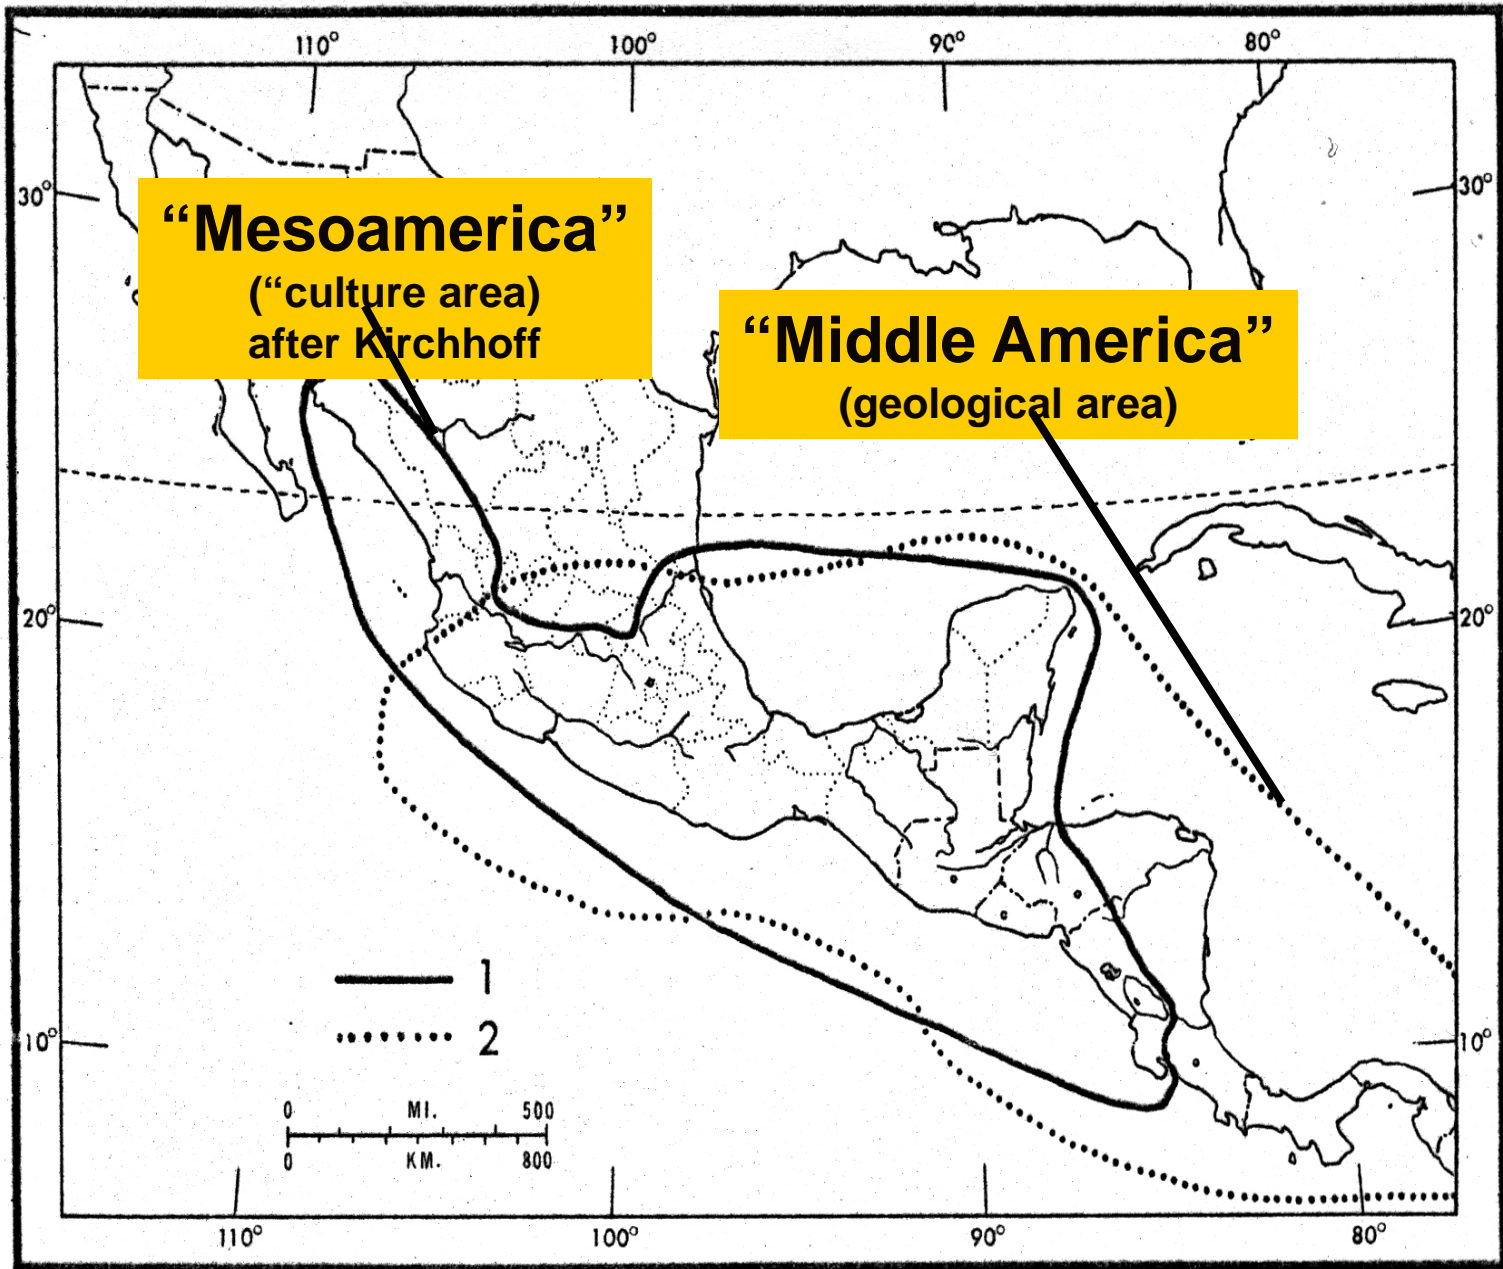 110° 100° 90° 80°
30° 30°
“Mesoamerica”
(“culture area)
after Kirchhoff
“Middle America”
(geological area)
20° 20°
1
2
10° 10°
0 MI. 500
0 KM. 800
110° 100° 90° 80°